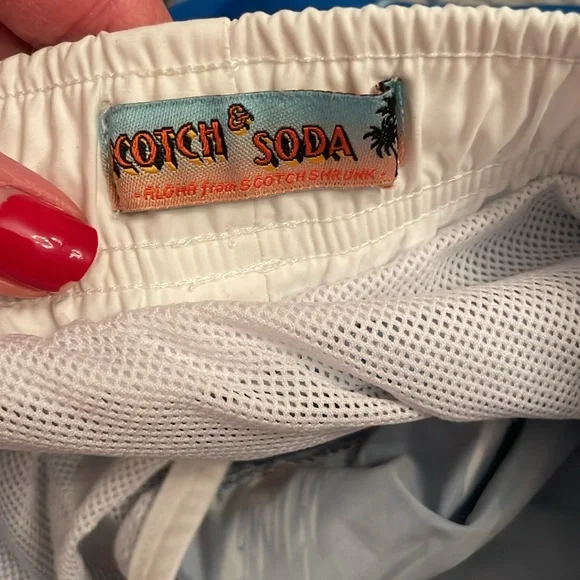 COTCH & SODA
- ALOHA from SCOTCH SHRUNK -